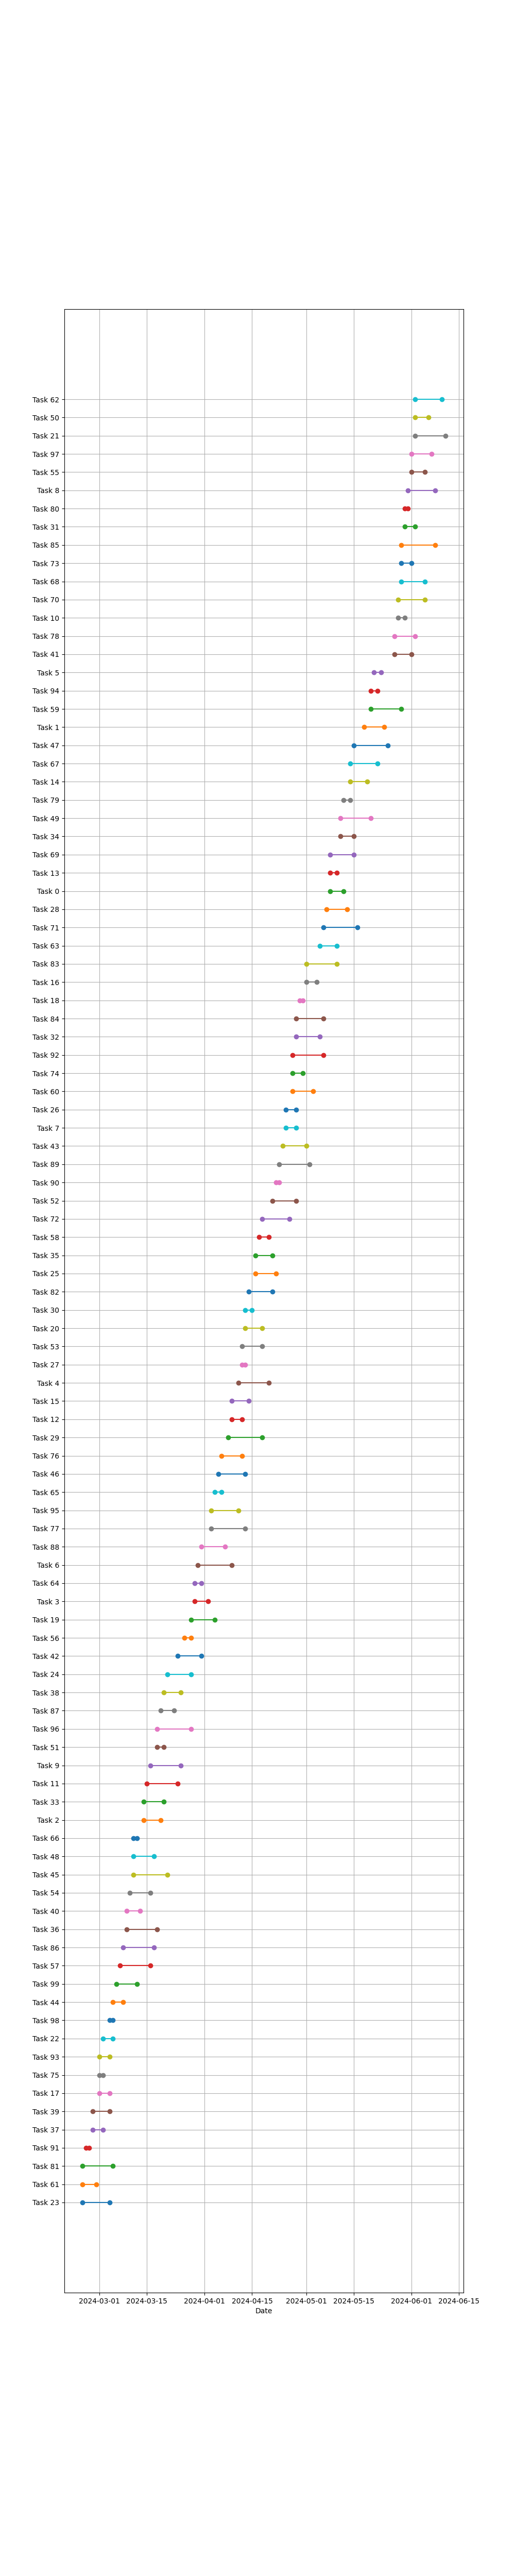 Task 62
Task 50
Task 21
Task 97
Task 55
Task 8
Task 80
Task 31
Task 85
Task 73
Task 68
Task 70
Task 10
Task 78
Task 41
Task 5
Task 94
Task 59
Task 1
Task 47
Task 67
Task 14
Task 79
Task 49
Task 34
Task 69
Task 13
Task 0
Task 28
Task 71
Task 63
Task 83
Task 16
Task 18
Task 84
Task 32
Task 92
Task 74
Task 60
Task 26
Task 7
Task 43
Task 89
Task 90
Task 52
Task 72
Task 58
Task 35
Task 25
Task 82
Task 30
Task 20
Task 53
Task 27
Task 4
Task 15
Task 12
Task 29
Task 76
Task 46
Task 65
Task 95
Task 77
Task 88
Task 6
Task 64
Task 3
Task 19
Task 56
Task 42
Task 24
Task 38
Task 87
Task 96
Task 51
Task 9
Task 11
Task 33
Task 2
Task 66
Task 48
Task 45
Task 54
Task 40
Task 36
Task 86
Task 57
Task 99
Task 44
Task 98
Task 22
Task 93
Task 75
Task 17
Task 39
Task 37
Task 91
Task 81
Task 61
Task 23
2024-03-01 2024-03-15 2024-04-01 2024-04-15 2024-05-01 2024-05-15 2024-06-01 2024-06-15
Date